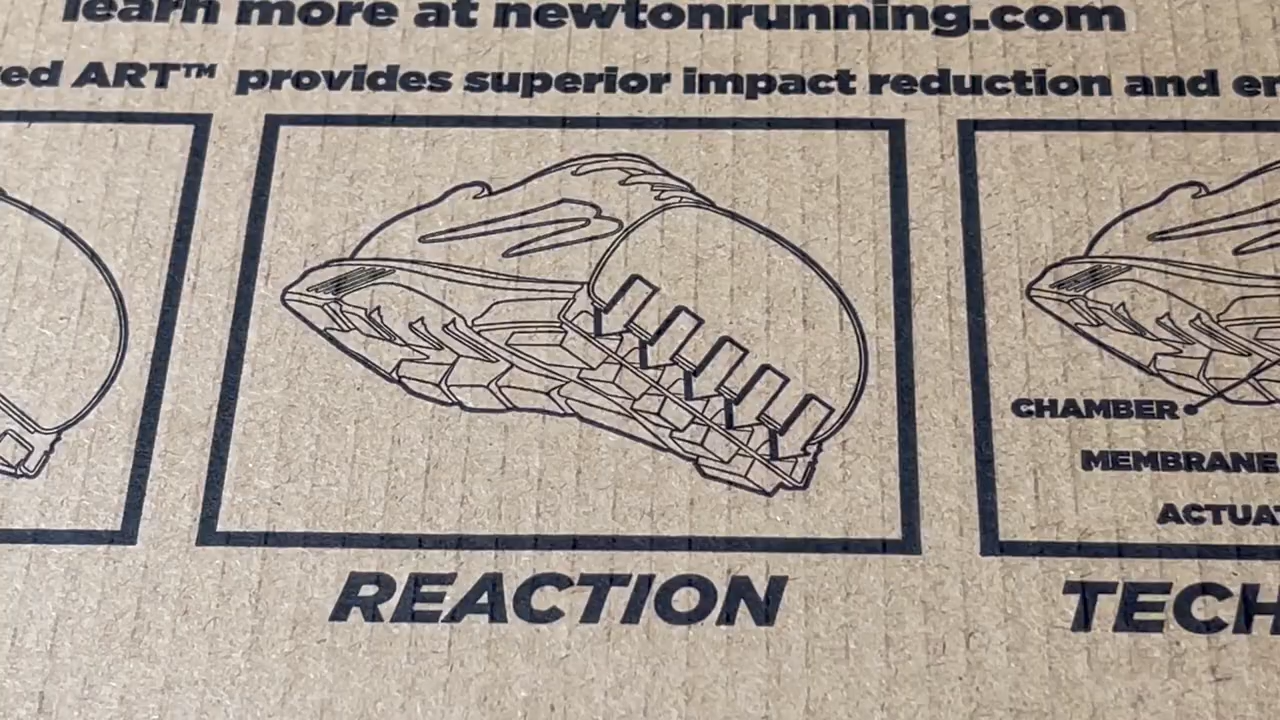 learn more at newtonrunning.com
ART™ provides superior impact reduction and
CHAMBER
MEMBRANE
REACTION